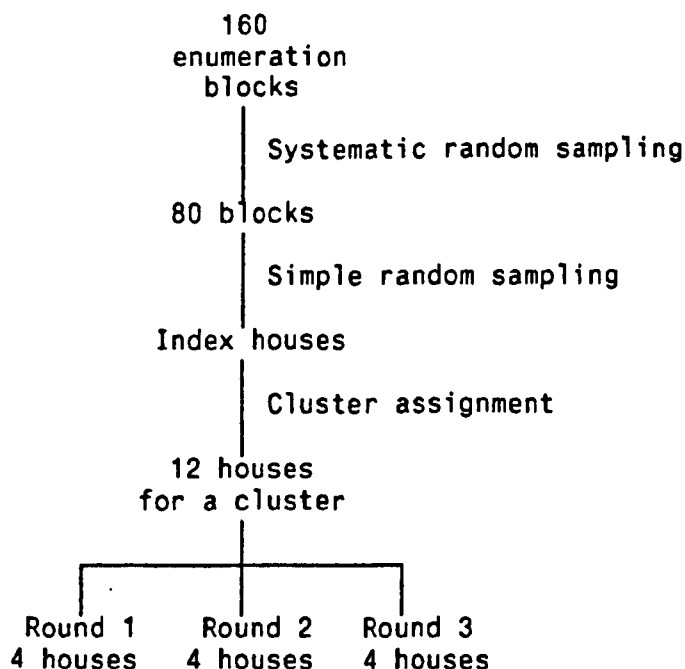 160
enumeration
blocks
Systematic random sampling
80 blocks
Simple random sampling
Index houses
Cluster assignment
12 houses
for a cluster
Round 1 Round 2 Round 3
4 houses 4 houses 4 houses